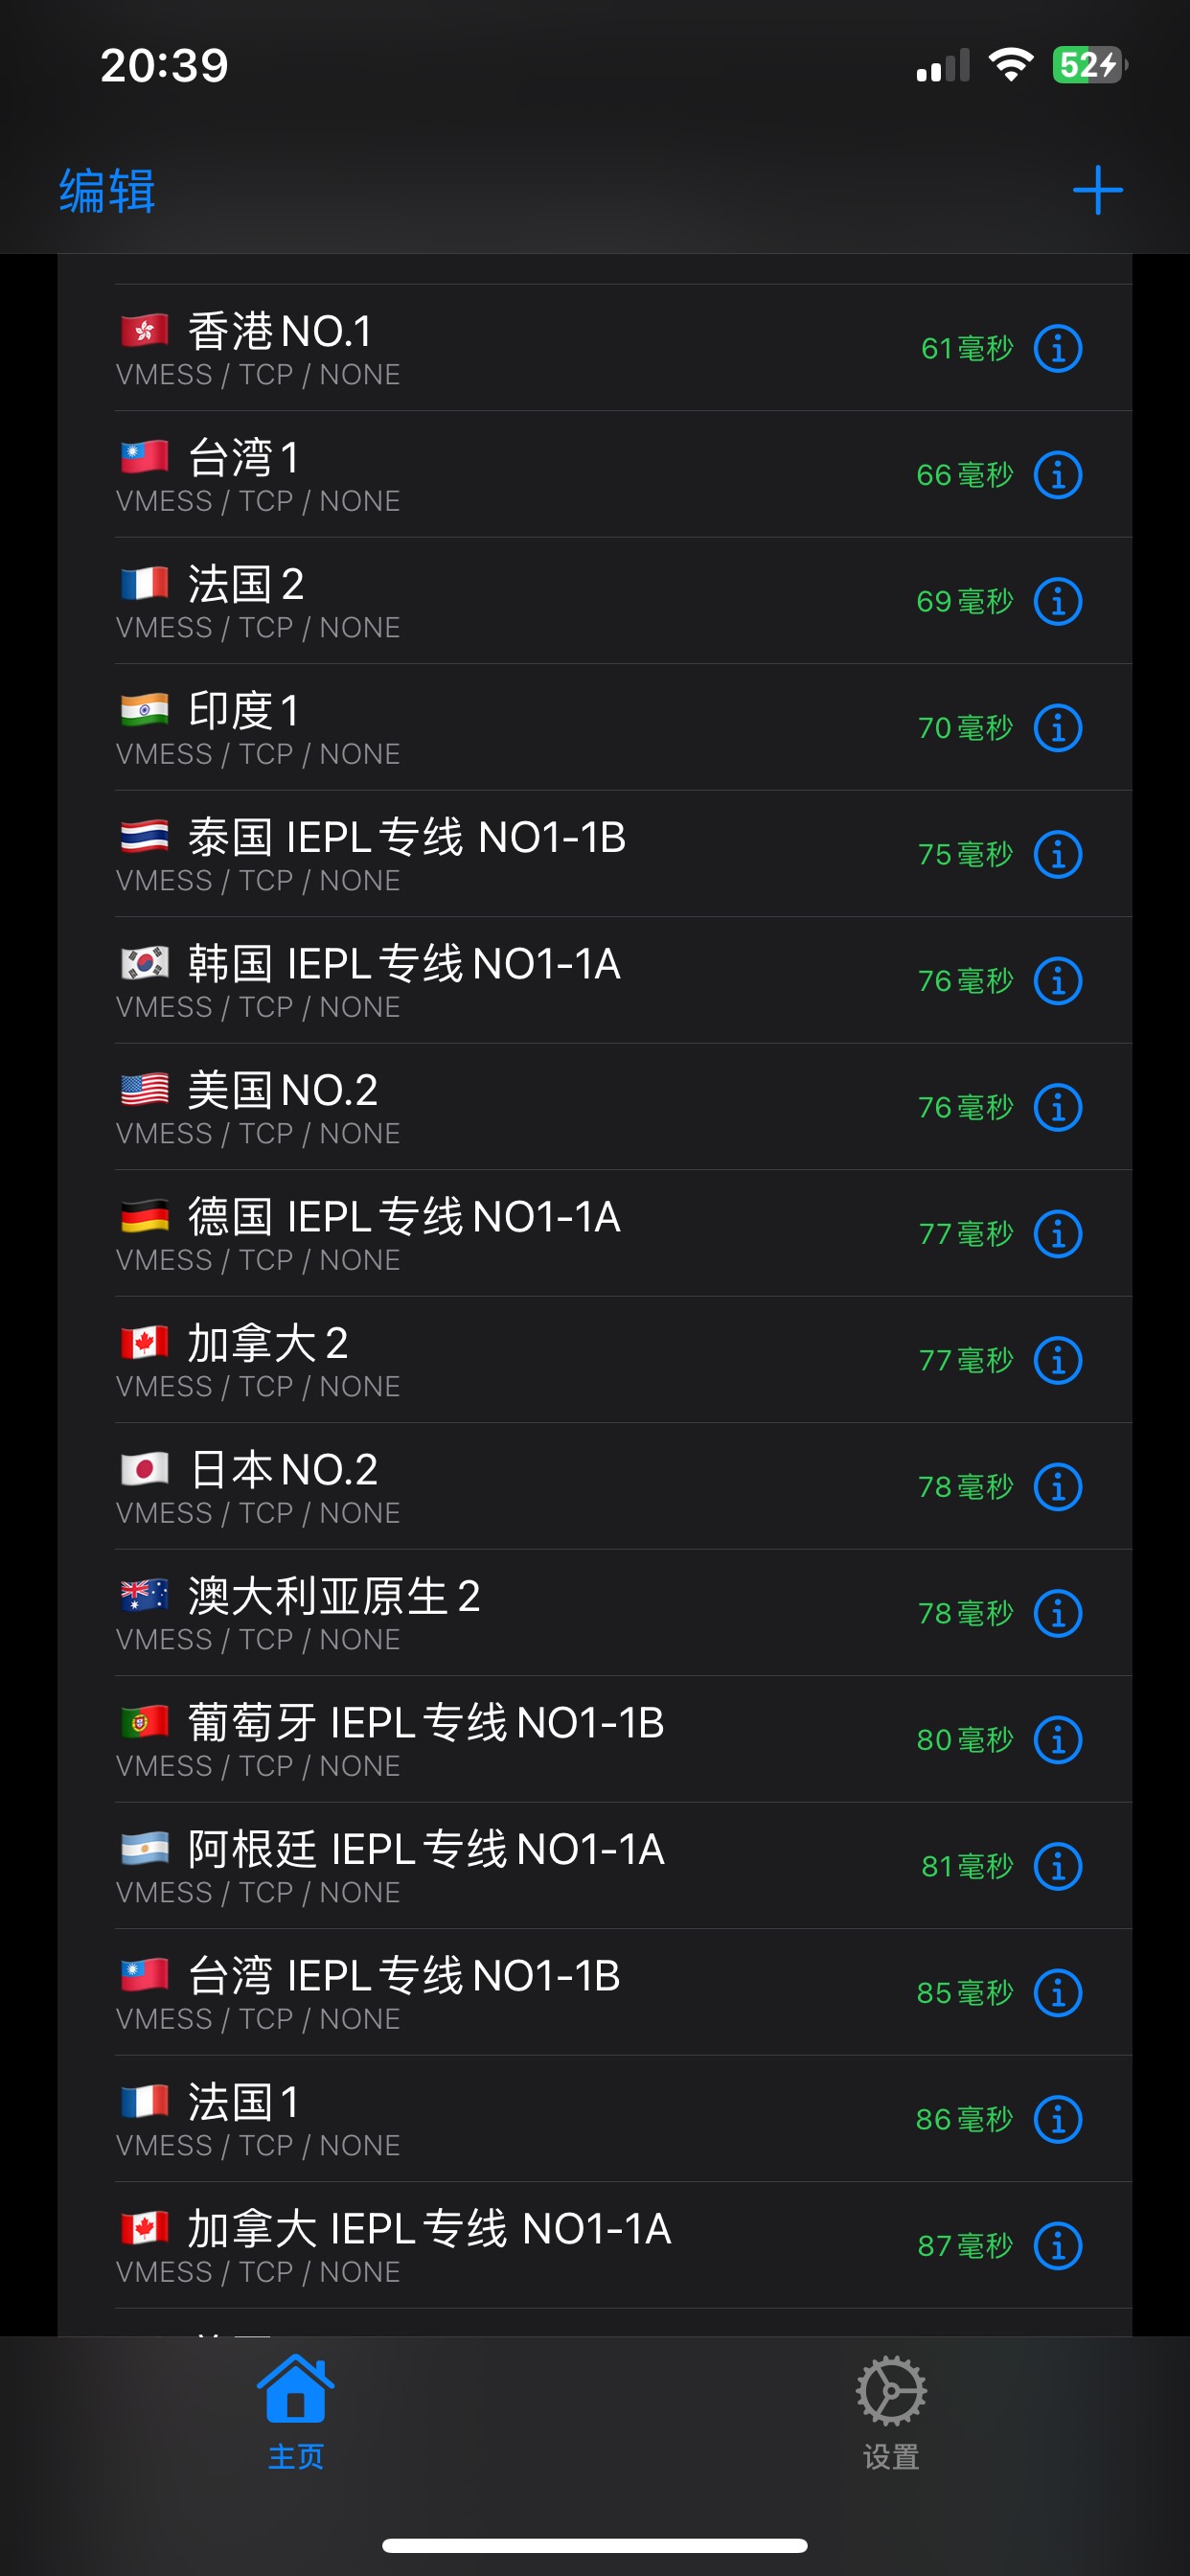 20:39
52
编辑
香港NO.1
61毫秒
VMESS / TCP / NONE
台湾1
66毫秒
VMESS / TCP / NONE
法国2
69毫秒
VMESS / TCP / NONE
印度1
70毫秒
VMESS / TCP / NONE
泰国 IEPL专线 NO1-1B
75毫秒
VMESS / TCP / NONE
韩国 IEPL专线NO1-1A
76毫秒
VMESS / TCP / NONE
美国NO.2
76毫秒
VMESS / TCP / NONE
德国 IEPL专线NO1-1A
77毫秒
VMESS / TCP / NONE
加拿大2
77毫秒
VMESS / TCP / NONE
日本NO.2
78毫秒
VMESS / TCP / NONE
澳大利亚原生2
78毫秒
VMESS / TCP / NONE
葡萄牙 IEPL专线NO1-1B
80毫秒
VMESS / TCP / NONE
阿根廷 IEPL专线NO1-1A
81毫秒
VMESS / TCP / NONE
台湾 IEPL专线NO1-1B
85毫秒
VMESS / TCP / NONE
法国1
86毫秒
VMESS / TCP / NONE
加拿大 IEPL专线 NO1-1A
87毫秒
VMESS / TCP / NONE
主页
设置